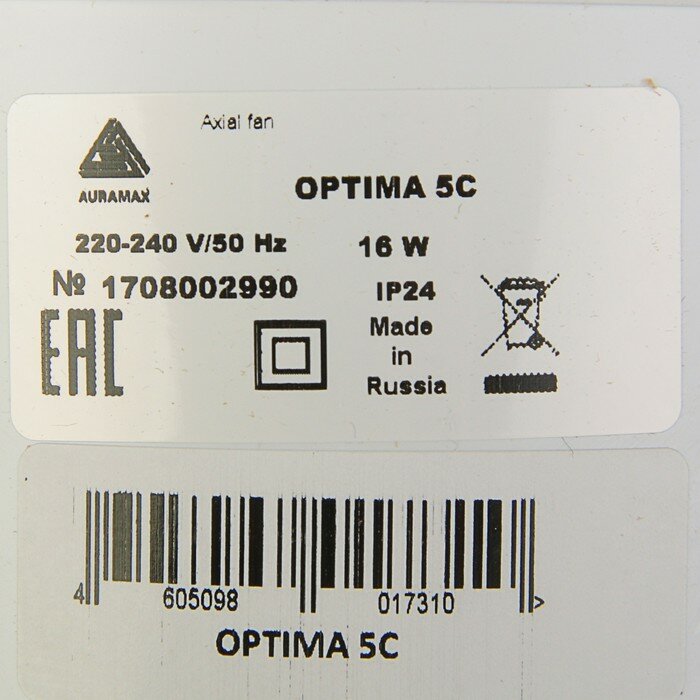 Axial fan
AURAMAX
OPTIMA 5C
220-240 V/50 Hz 16 W
№ 1708002990 IP24
EAC
Made
in
Russia
4 605098 017310 >
OPTIMA 5C